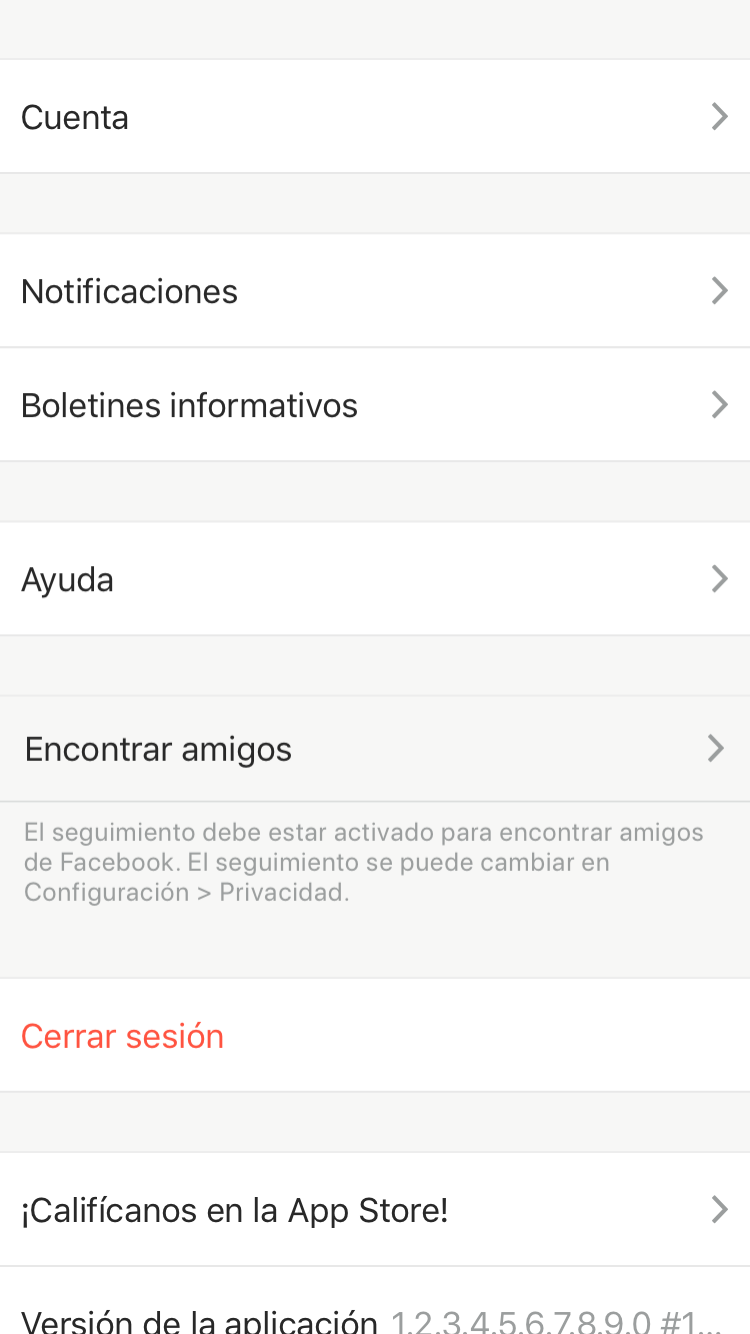 Cuenta
Notificaciones
Boletines informativos
Ayuda
Encontrar amigos
El seguimiento debe estar activado para encontrar amigos
de Facebook. El seguimiento se puede cambiar en
Configuración > Privacidad.
Cerrar sesión
¡Califícanos en la App Store!
Versión de la aplicación 1.2.3.4.5.6.7.8.9.0 #1...